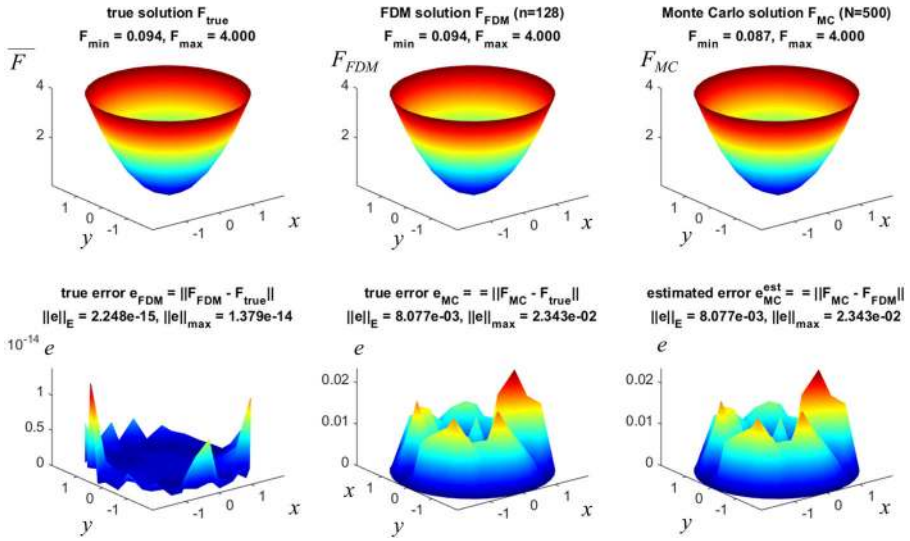 true solution F_true
F_min = 0.094, F_max = 4.000
F
4
2
1
0
-1
y
-1
0
1
x
FDM solution F_FDM (n=128)
F_min = 0.094, F_max = 4.000
F_FDM
4
2
1
0
-1
y
-1
0
1
x
Monte Carlo solution F_MC (N=500)
F_min = 0.087, F_max = 4.000
F_MC
4
2
1
0
-1
y
-1
0
1
x
true error e_FDM = ||F_FDM - F_true||
||e||_E = 2.248e-15, ||e||_max = 1.379e-14
10^-14 e
1
0.5
0
1
0
-1
y
-1
0
1
x
true error e_MC = = ||F_MC - F_true||
||e||_E = 8.077e-03, ||e||_max = 2.343e-02
e
0.02
0.01
0
x
1
0
-1
y
-1
0
1
x
estimated error e_MC^est = = ||F_MC - F_FDM||
||e||_E = 8.077e-03, ||e||_max = 2.343e-02
e
0.02
0.01
0
1
0
-1
y
-1
0
1
x